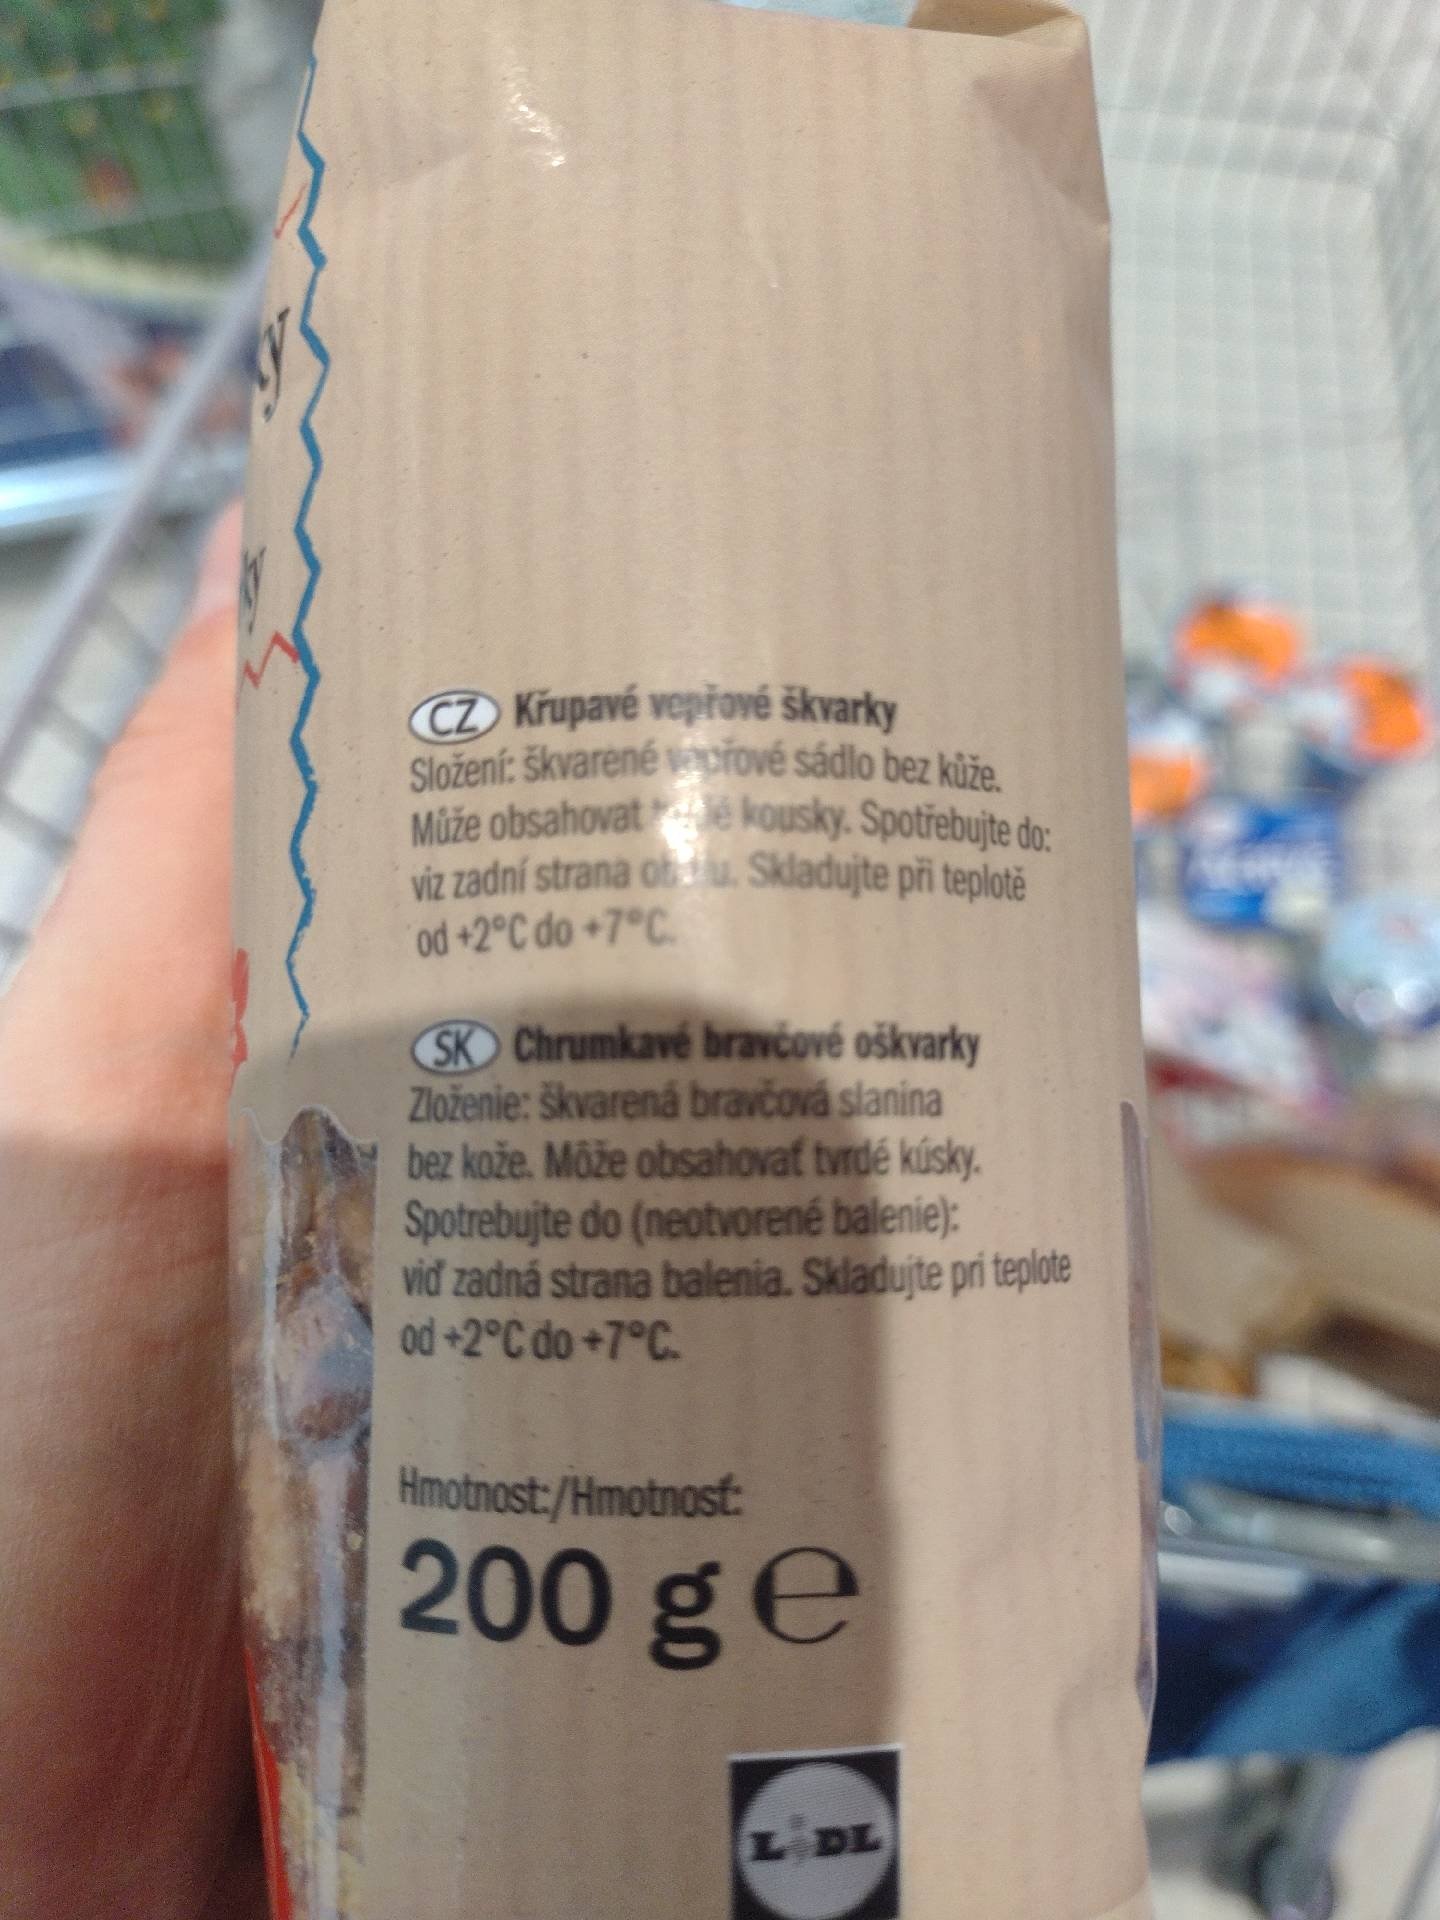 ky
ky
CZ Křupavé vepřové škvarky
Složení: škvarené vepřové sádlo bez kůže.
Může obsahovat kousky. Spotřebujte do:
viz zadní strana obalu. Skladujte při teplotě
od +2°C do +7°C.
SK Chrumkavé bravčové oškvarky
Zloženie: škvarená bravčová slanina
bez kože. Môže obsahovať tvrdé kúsky.
Spotrebujte do (neotvorené balenie):
viď zadná strana balenia. Skladujte pri teplote
od +2°C do +7°C.
Hmotnost:/Hmotnosť:
200 g e
LIDL